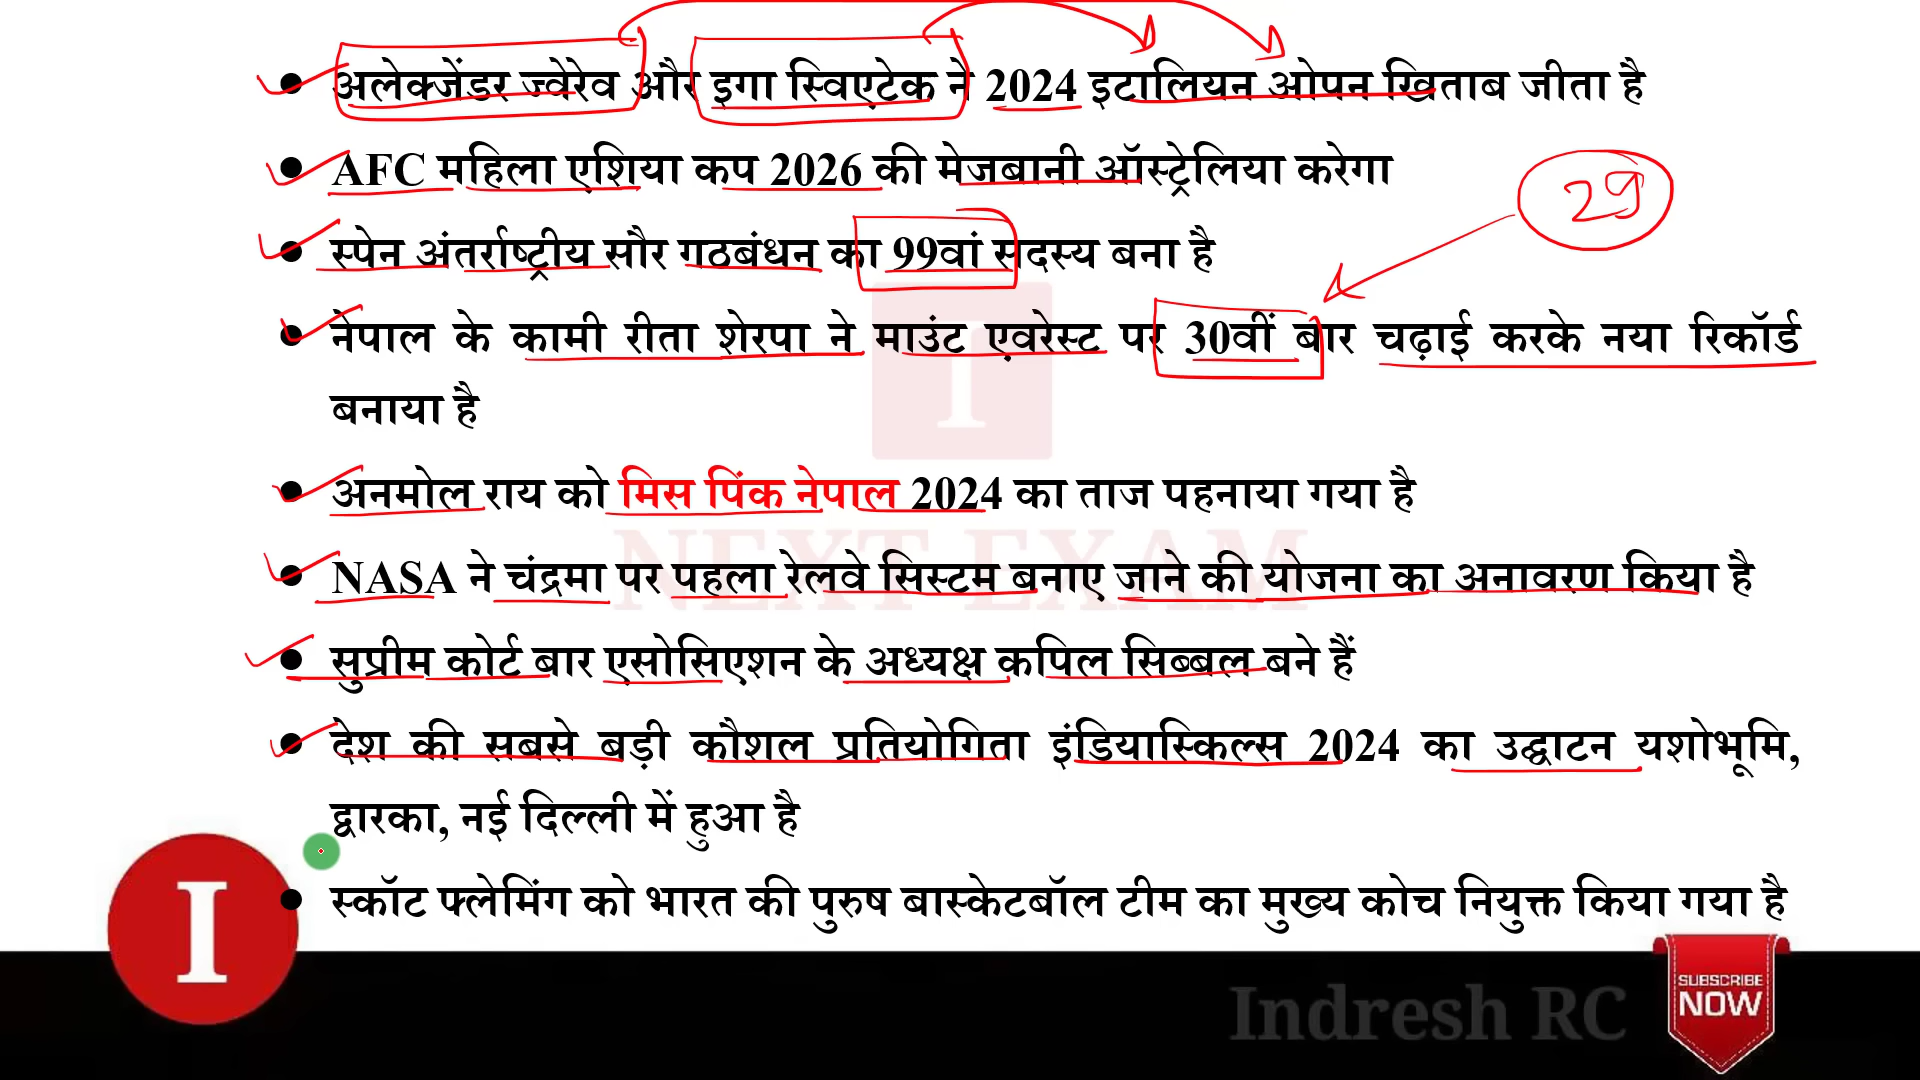 अलेक्जेंडर ज्वेरेव और इगा स्विएटेक ने 2024 इटालियन ओपन खिताब जीता है
AFC महिला एशिया कप 2026 की मेजबानी ऑस्ट्रेलिया करेगा
29
स्पेन अंतर्राष्ट्रीय सौर गठबंधन का 99वां सदस्य बना है
नेपाल के कामी रीता शेरपा ने माउंट एवरेस्ट पर 30वीं बार चढ़ाई करके नया रिकॉर्ड
बनाया है
अनमोल राय को मिस पिंक नेपाल 2024 का ताज पहनाया गया है
NEXT EXAM
NASA ने चंद्रमा पर पहला रेलवे सिस्टम बनाए जाने की योजना का अनावरण किया है
सुप्रीम कोर्ट बार एसोसिएशन के अध्यक्ष कपिल सिब्बल बने हैं
देश की सबसे बड़ी कौशल प्रतियोगिता इंडियास्किल्स 2024 का उद्घाटन यशोभूमि,
द्वारका, नई दिल्ली में हुआ है
स्कॉट फ्लेमिंग को भारत की पुरुष बास्केटबॉल टीम का मुख्य कोच नियुक्त किया गया है
I
Indresh RC
SUBSCRIBE
NOW